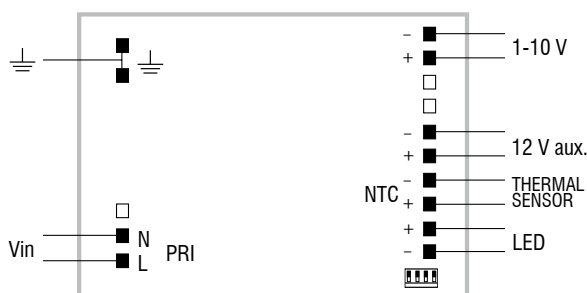 –
+
1-10 V
–
+
12 V aux.
–
+
NTC
THERMAL
SENSOR
+
–
LED
Vin
N
L
PRI